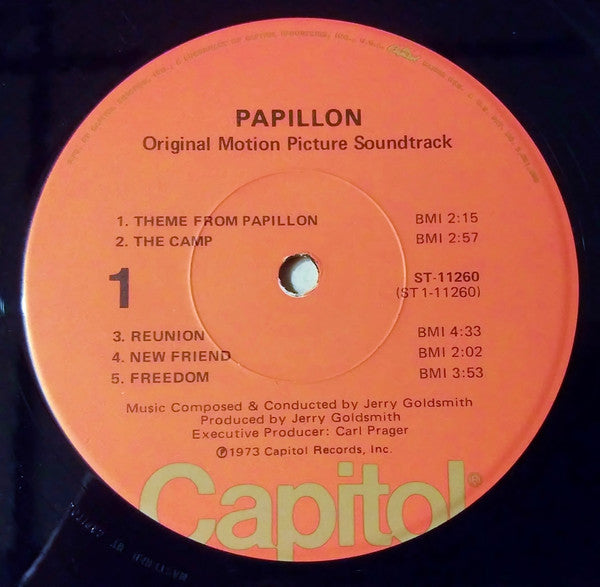 PAPILLON
Original Motion Picture Soundtrack
1. THEME FROM PAPILLON BMI 2:15
2. THE CAMP BMI 2:57
1
ST-11260
(ST 1-11260)
3. REUNION BMI 4:33
4. NEW FRIEND BMI 2:02
5. FREEDOM BMI 3:53
Music Composed & Conducted by Jerry Goldsmith
Produced by Jerry Goldsmith
Executive Producer: Carl Prager
℗1973 Capitol Records, Inc.
Capitol®